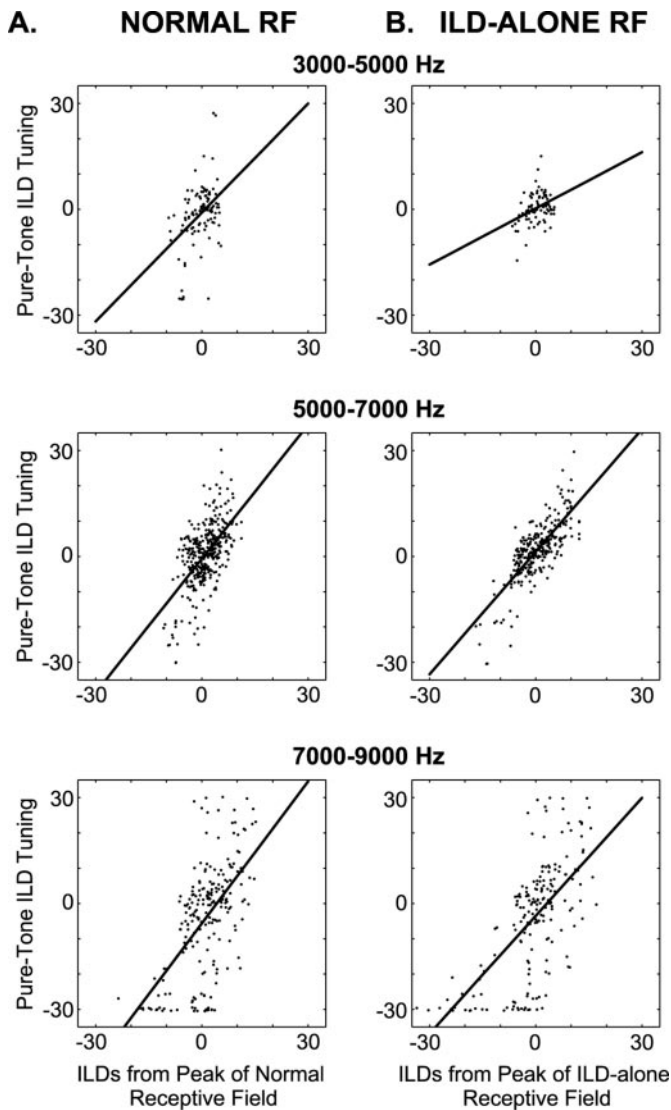 A. NORMAL RF B. ILD-ALONE RF
3000-5000 Hz
Pure-Tone ILD Tuning
30
0
-30
-30 0 30
30
0
-30
-30 0 30
5000-7000 Hz
Pure-Tone ILD Tuning
30
0
-30
-30 0 30
30
0
-30
-30 0 30
7000-9000 Hz
Pure-Tone ILD Tuning
30
0
-30
-30 0 30
30
0
-30
-30 0 30
ILDs from Peak of Normal
Receptive Field
ILDs from Peak of ILD-alone
Receptive Field